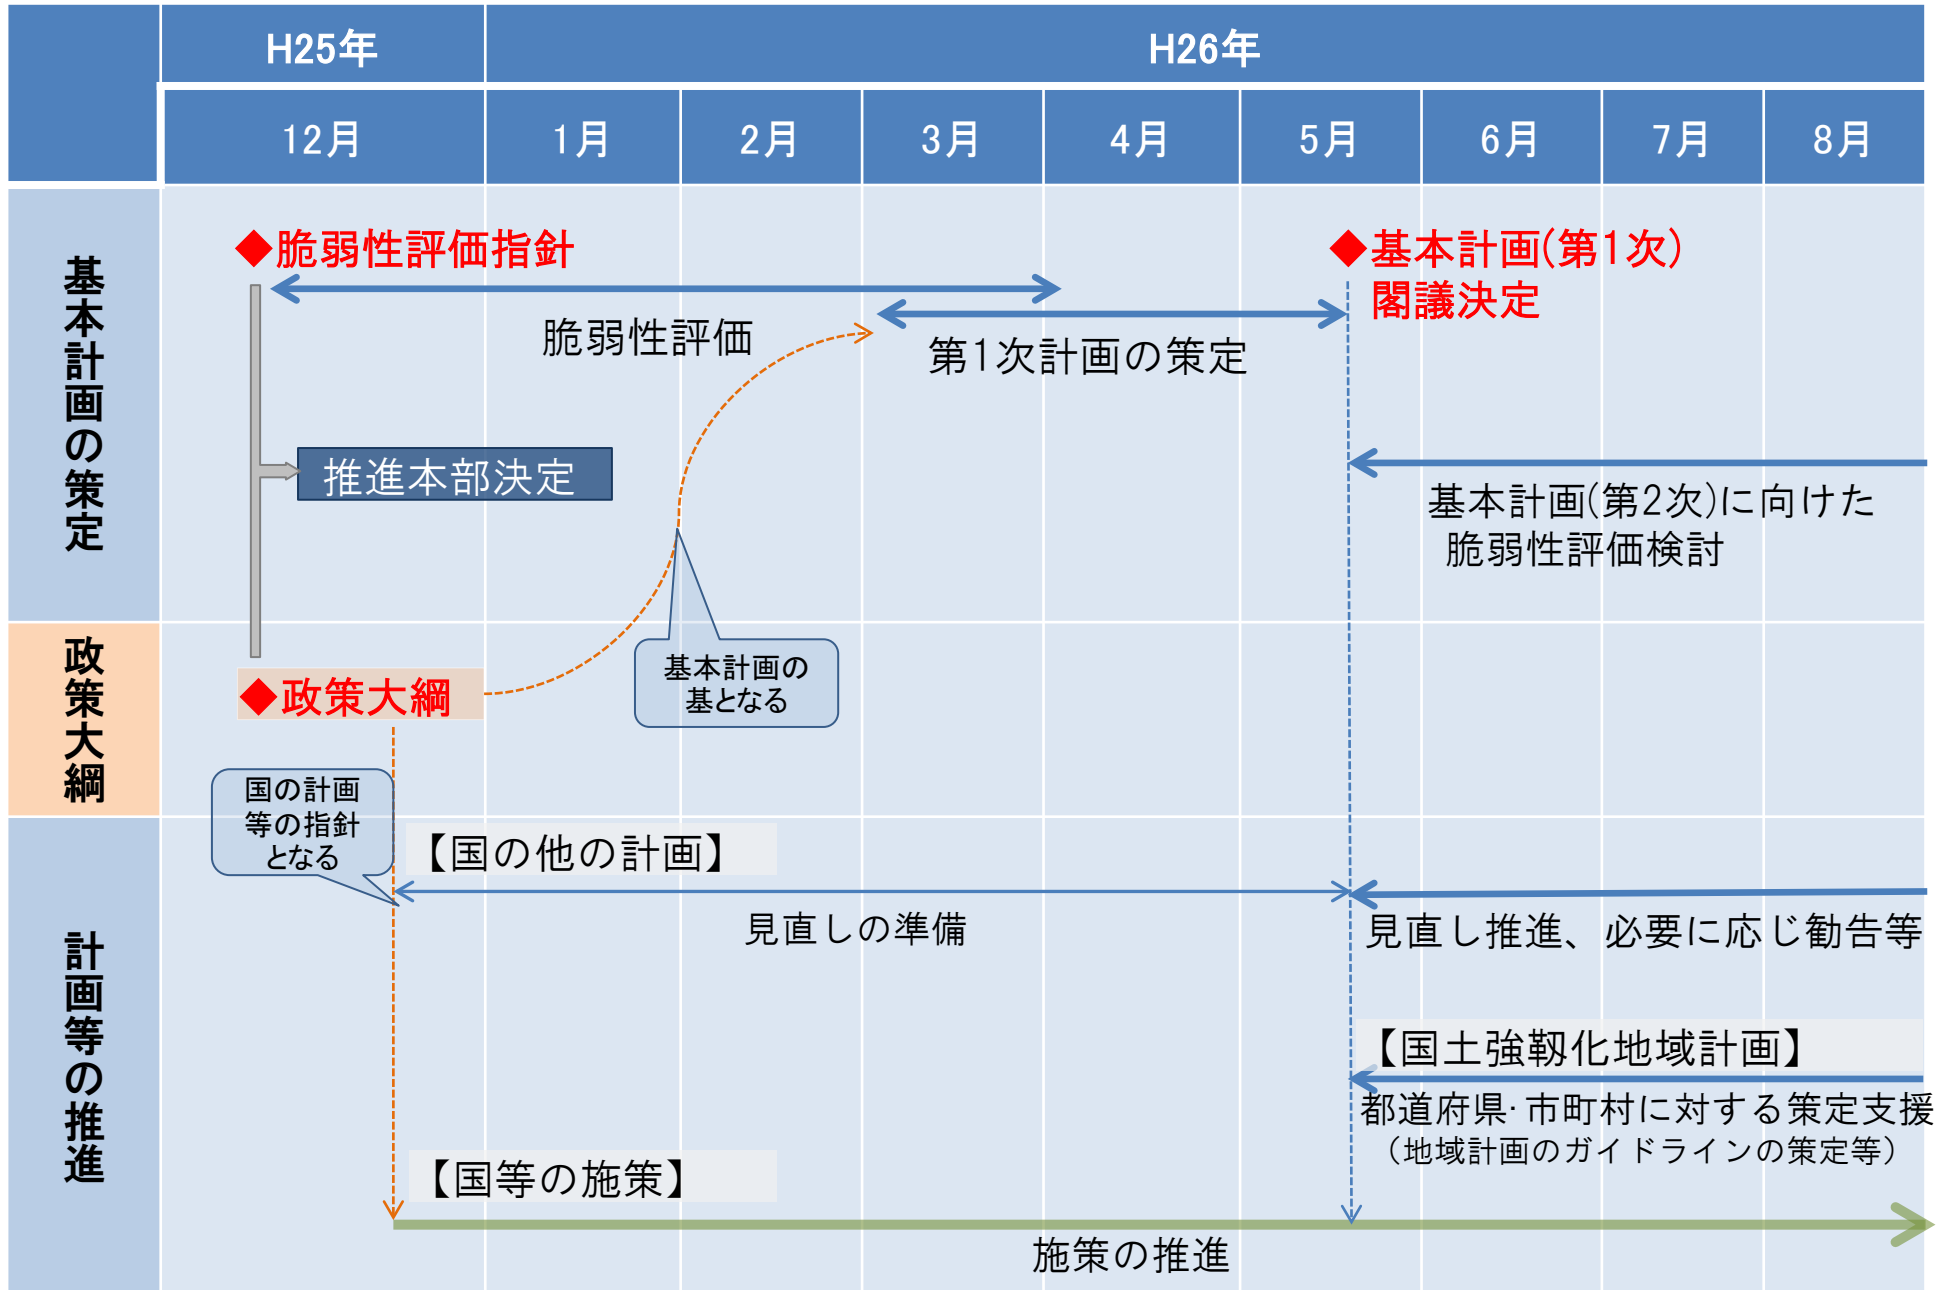 H25年
H26年
12月
1月
2月
3月
4月
5月
6月
7月
8月
基本計画の策定
◆脆弱性評価指針
脆弱性評価
◆基本計画(第1次)
閣議決定
第1次計画の策定
推進本部決定
基本計画(第2次)に向けた
脆弱性評価検討
政策大綱
◆政策大綱
基本計画の
基となる
計画等の推進
国の計画
等の指針
となる
【国の他の計画】
見直しの準備
見直し推進、必要に応じ勧告等
【国土強靱化地域計画】
都道府県・市町村に対する策定支援
（地域計画のガイドラインの策定等）
【国等の施策】
施策の推進